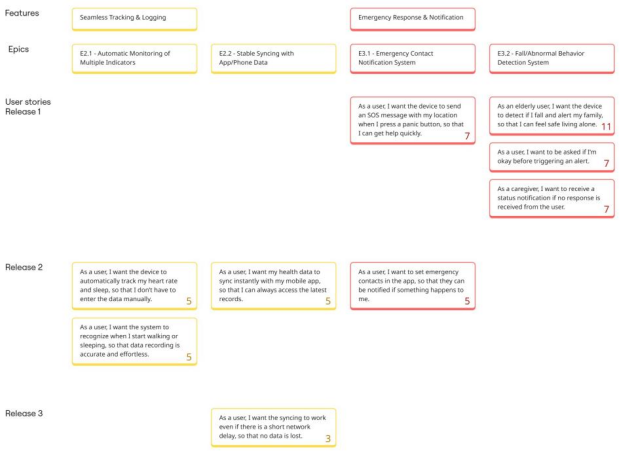 Features
Seamless Tracking & Logging
Emergency Response & Notification
Epics
E2.1 - Automatic Monitoring of
Multiple Indicators
E2.2 - Stable Syncing with
App/Phone Data
E3.1 - Emergency Contact
Notification System
E3.2 - Fall/Abnormal Behavior
Detection System
User stories
Release 1
As a user, I want the device to send
an SOS message with my location
when I press a panic button, so that
I can get help quickly.
7
As an elderly user, I want the device
to detect if I fall and alert my family,
so that I can feel safe living alone.
11
As a user, I want to be asked if I'm
okay before triggering an alert.
7
As a caregiver, I want to receive a
status notification if no response is
received from the user.
7
Release 2
As a user, I want the device to
automatically track my heart rate
and sleep, so that I don't have to
enter the data manually.
5
As a user, I want my health data to
sync instantly with my mobile app,
so that I can always access the latest
records.
5
As a user, I want to set emergency
contacts in the app, so that they can
be notified if something happens to
me.
5
As a user, I want the system to
recognize when I start walking or
sleeping, so that data recording is
accurate and effortless.
5
Release 3
As a user, I want the syncing to work
even if there is a short network
delay, so that no data is lost.
3